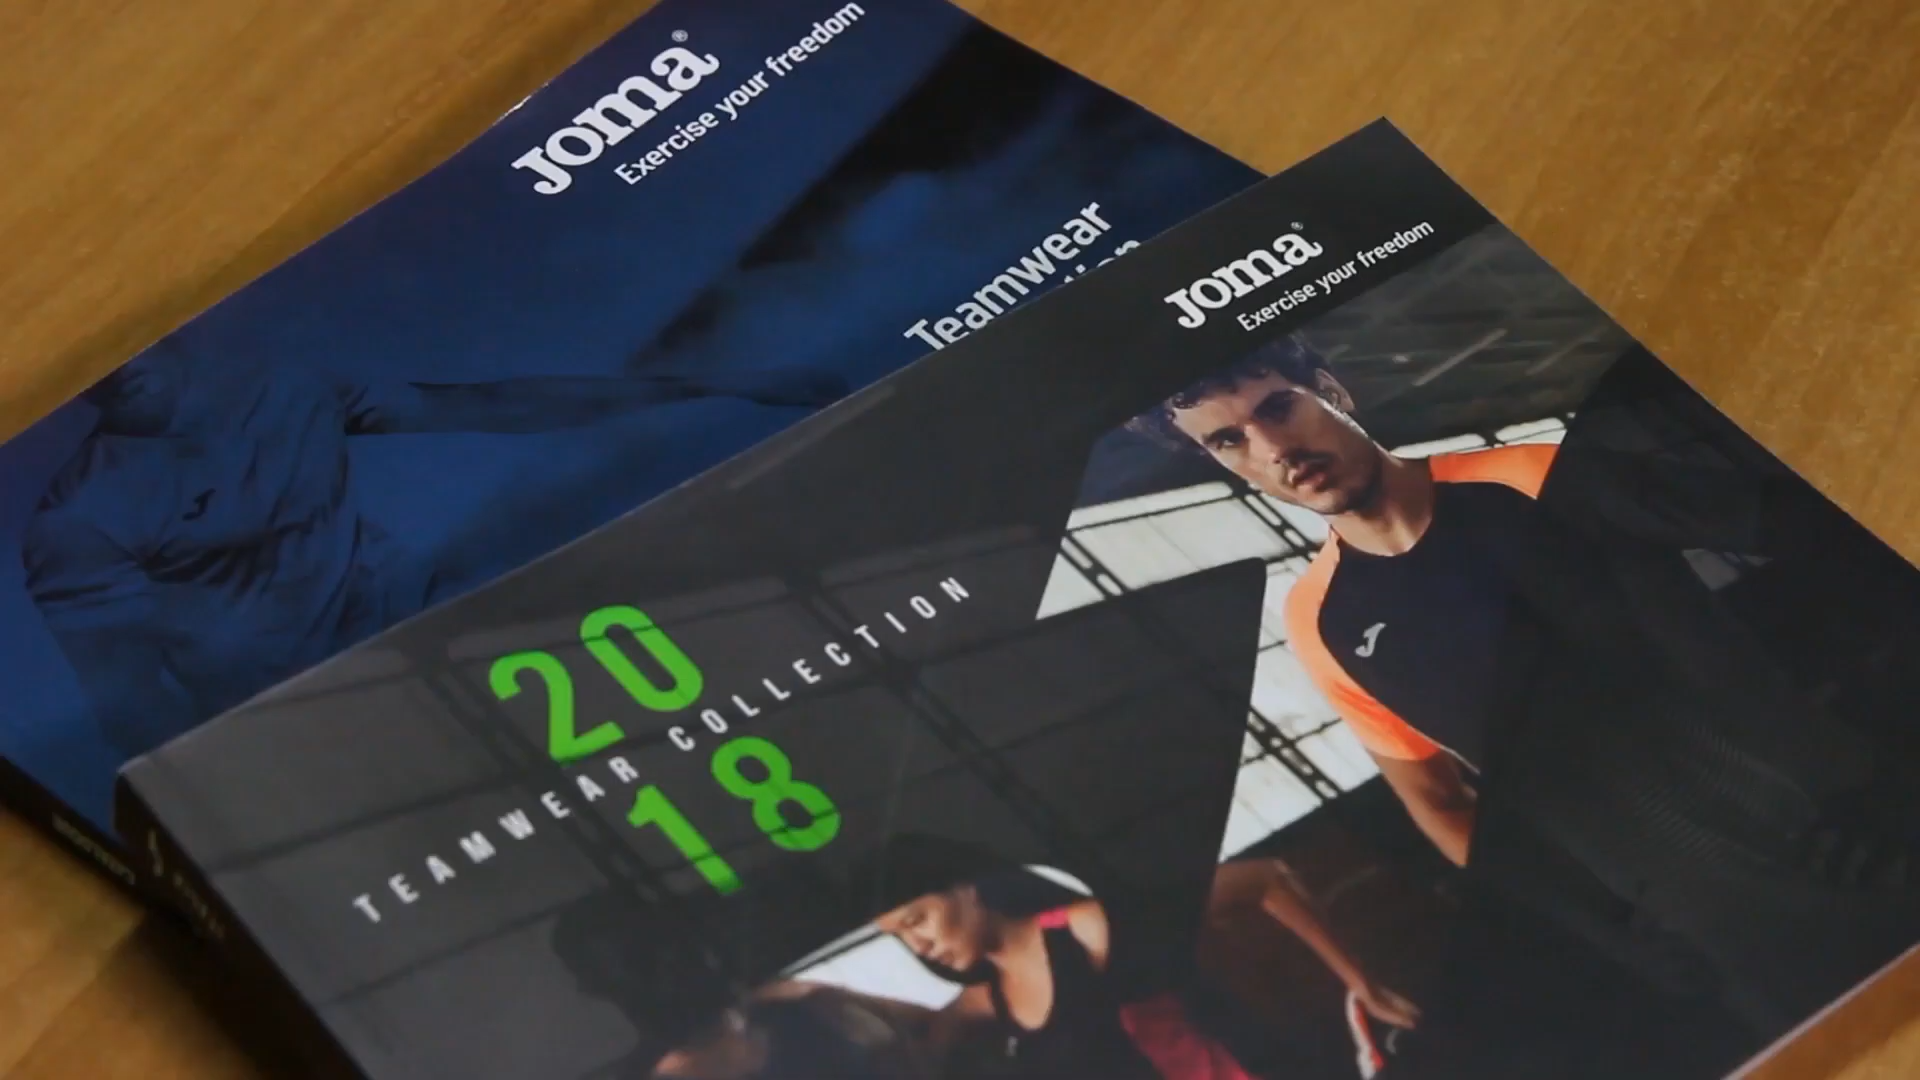 Joma®
Exercise your freedom
Teamwear
Joma®
Exercise your freedom
20
TEAMWEAR COLLECTION
18